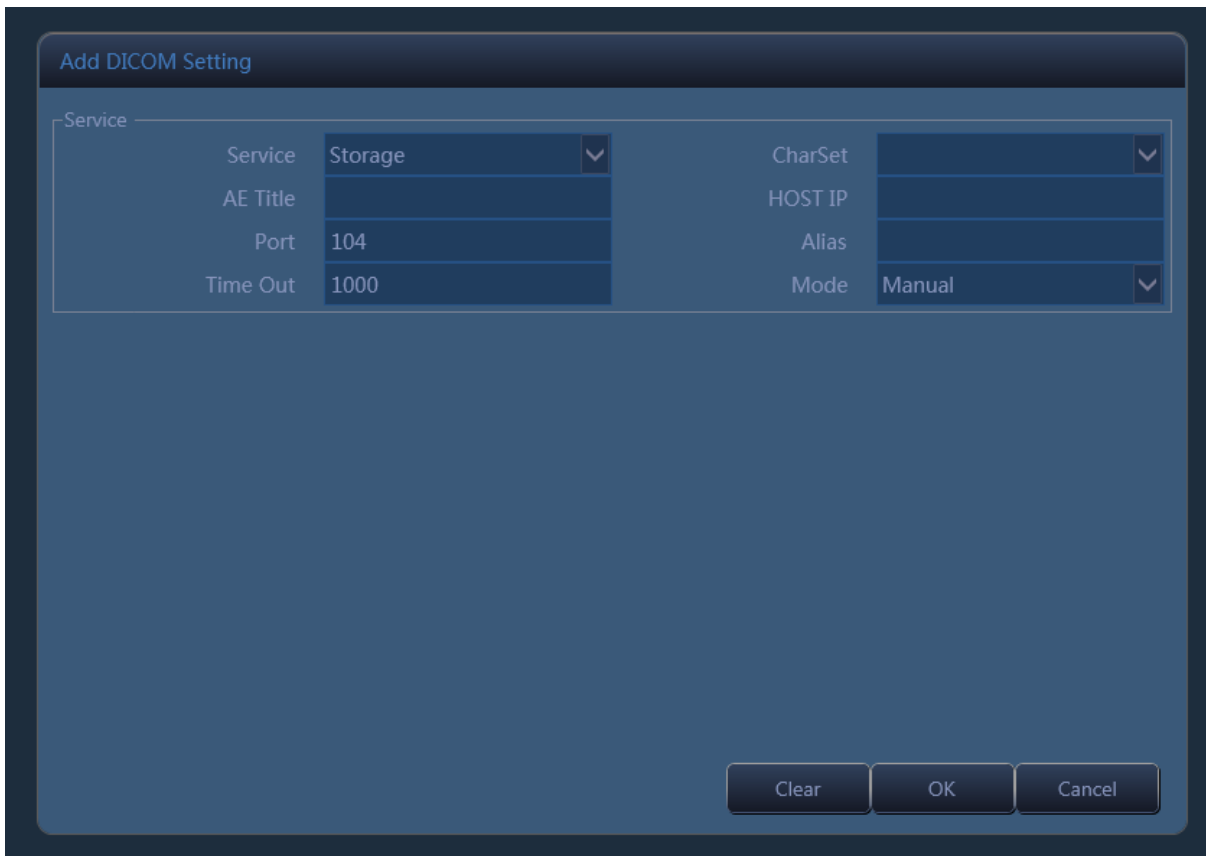 Add DICOM Setting
Service
Service Storage CharSet
AE Title HOST IP
Port 104 Alias
Time Out 1000 Mode Manual
Clear OK Cancel